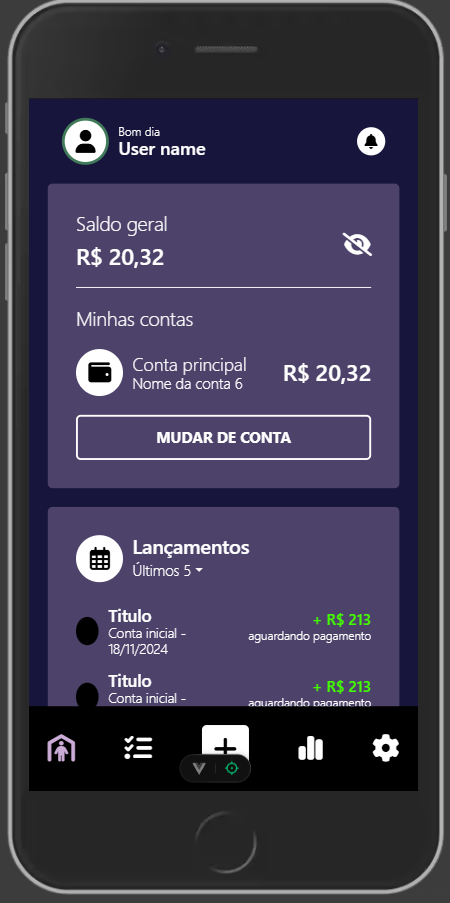 Bom dia
User name
Saldo geral
R$ 20,32
Minhas contas
Conta principal
Nome da conta 6
R$ 20,32
MUDAR DE CONTA
Lançamentos
Últimos 5
Titulo
Conta inicial -
18/11/2024
+ R$ 213
aguardando pagamento
Titulo
Conta inicial -
+ R$ 213
aguardando pagamento